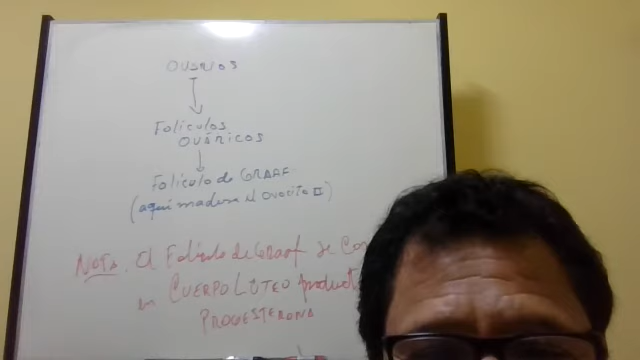 OVARIOS
Folículos
OVÁRICOS
Folículo de GRAAF
(aquí madura el OVOCITO II)
NOTA. El Folículo de Graaf se
en CUERPO LÚTEO
PROGESTERONA